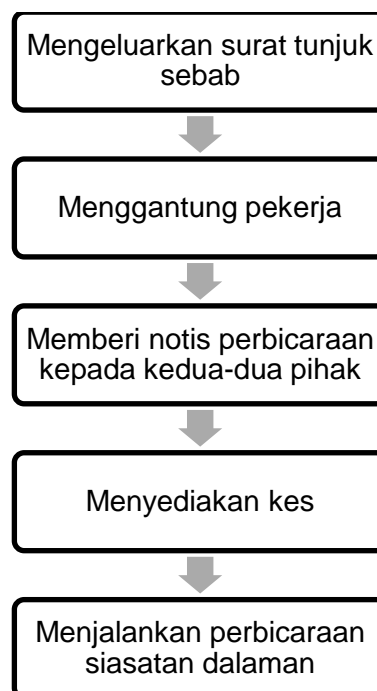 Mengeluarkan surat tunjuk
sebab
Menggantung pekerja
Memberi notis perbicaraan
kepada kedua-dua pihak
Menyediakan kes
Menjalankan perbicaraan
siasatan dalaman